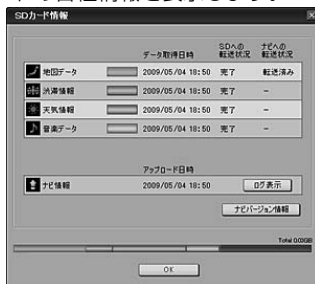 SDカード情報
データ取得日時 SDへの転送状況 ナビへの転送状況
地図データ 2009/05/04 18:50 完了 転送済み
渋滞情報 2009/05/04 18:50 完了 -
天気情報 2009/05/04 18:50 完了 -
音楽データ 2009/05/04 18:50 完了 -
アップロード日時
ナビ情報 2009/05/04 18:50 ログ表示
ナビバージョン情報
Total 0.03GB
OK